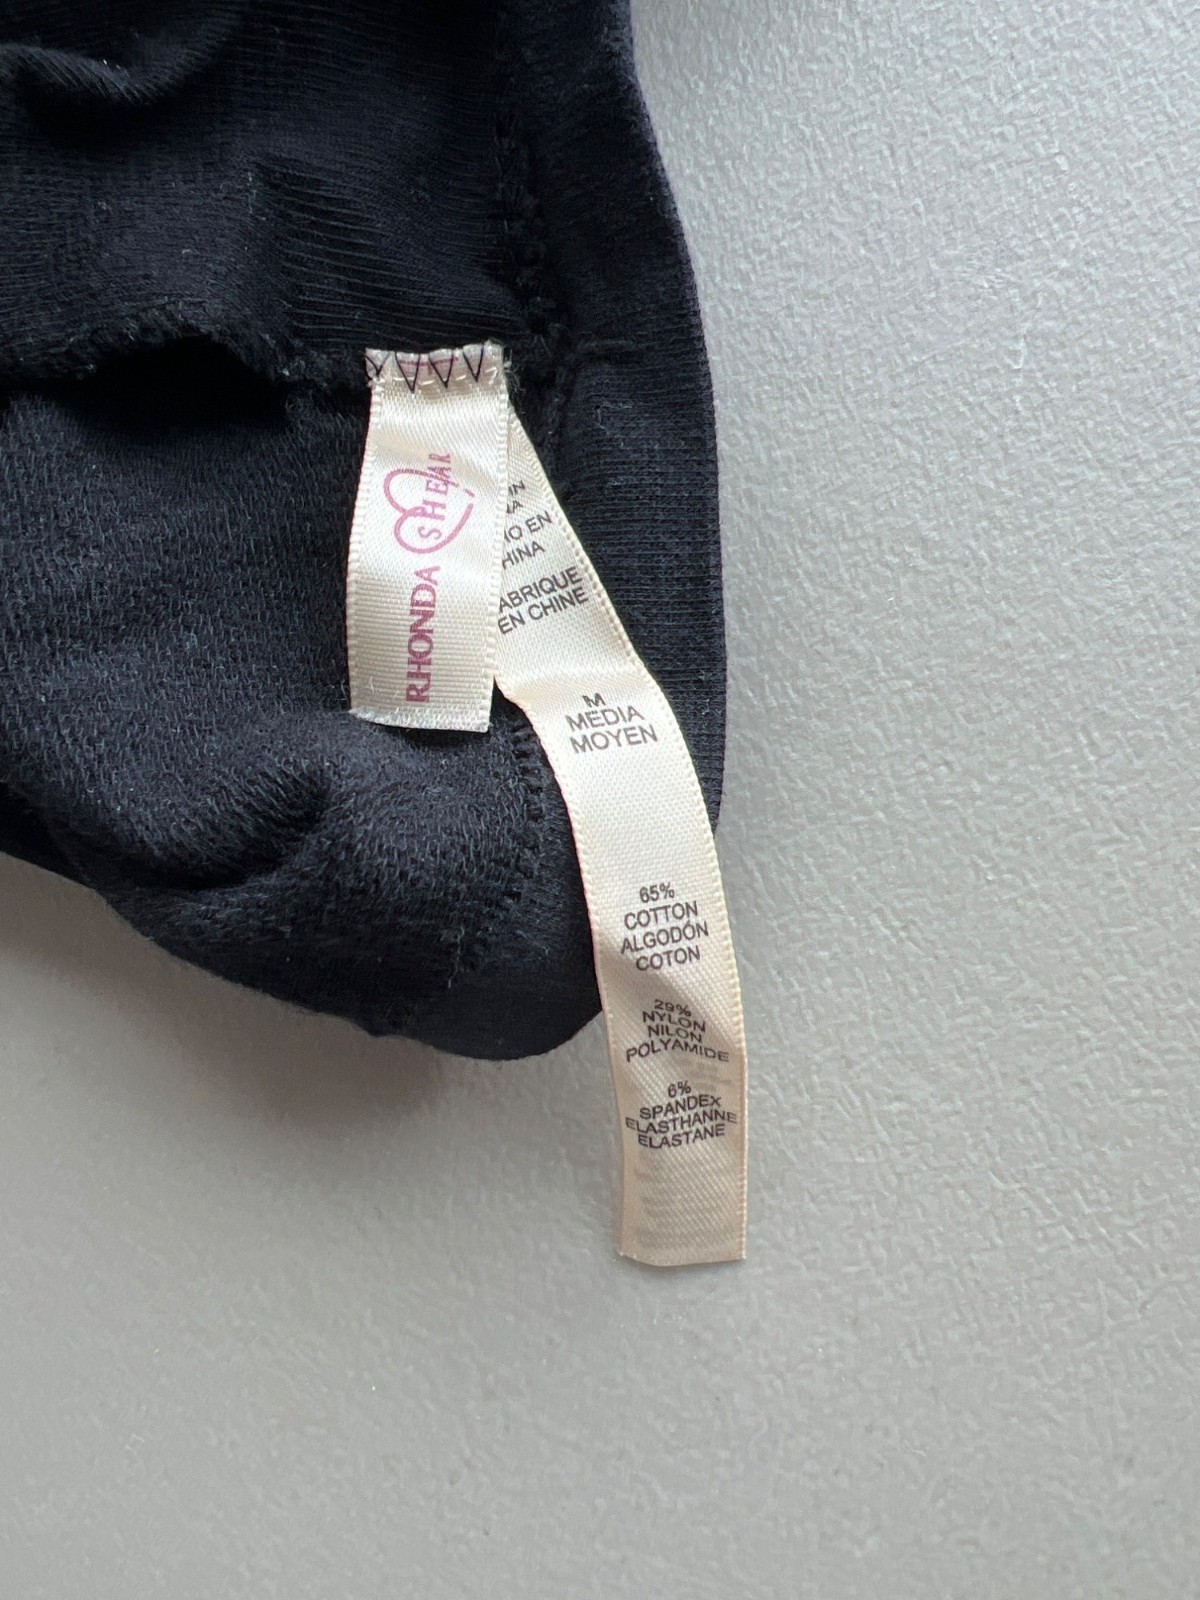 RHONDA SHEAR
EN
CHINA
FABRIQUE
EN CHINE
M
MEDIA
MOYEN
65%
COTTON
ALGODÓN
COTON
29%
NYLON
NILON
POLYAMIDE
6%
SPANDEX
ELASTHANNE
ELASTANE